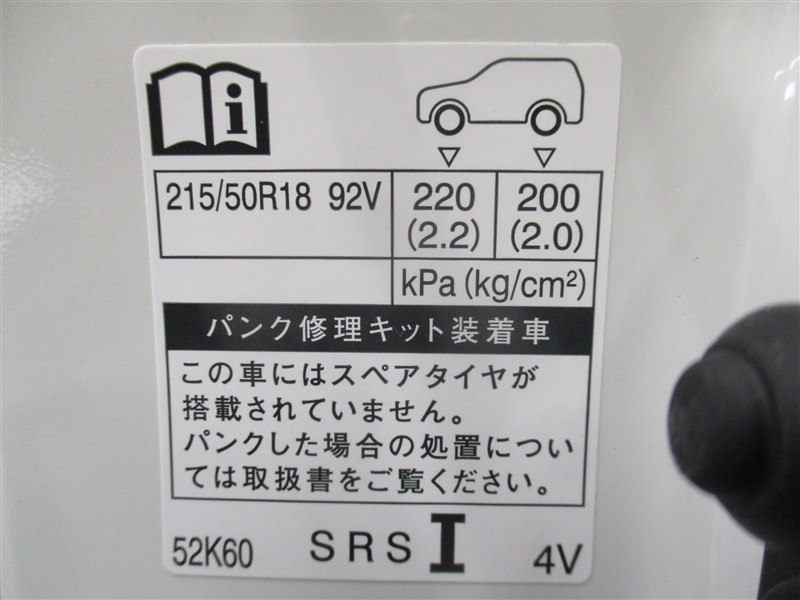 i
215/50R18 92V 220 200
(2.2) (2.0)
kPa (kg/cm²)
パンク修理キット装着車
この車にはスペアタイヤが
搭載されていません。
パンクした場合の処置につい
ては取扱書をご覧ください。
52K60 SRS I 4V